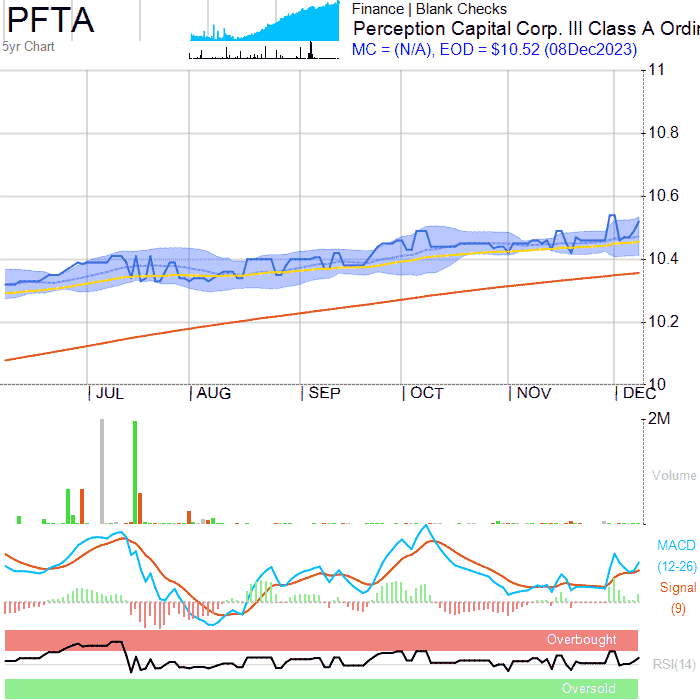 PFTA
5yr Chart
Finance | Blank Checks
Perception Capital Corp. III Class A Ordin
MC = (N/A), EOD = $10.52 (08Dec2023)
11
10.8
10.6
10.4
10.2
10
JUL AUG SEP OCT NOV DEC
2M
Volume
MACD
(12-26)
Signal
(9)
Overbought
RSI(14)
Oversold